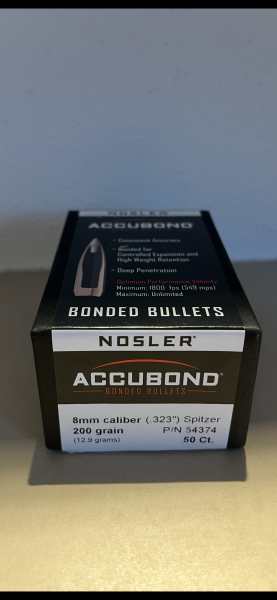 NOSLER
ACCUBOND
• Consistent Accuracy
• Bonded for
Controlled Expansion and
High Weight Retention
• Deep Penetration
Optimum Performance Velocity:
Minimum: 1800 fps (549 mps)
Maximum: Unlimited
BONDED BULLETS
NOSLER®
ACCUBOND™
BONDED BULLETS
8mm caliber (.323") Spitzer
200 grain P/N 54374
(12.9 grams) 50 Ct.